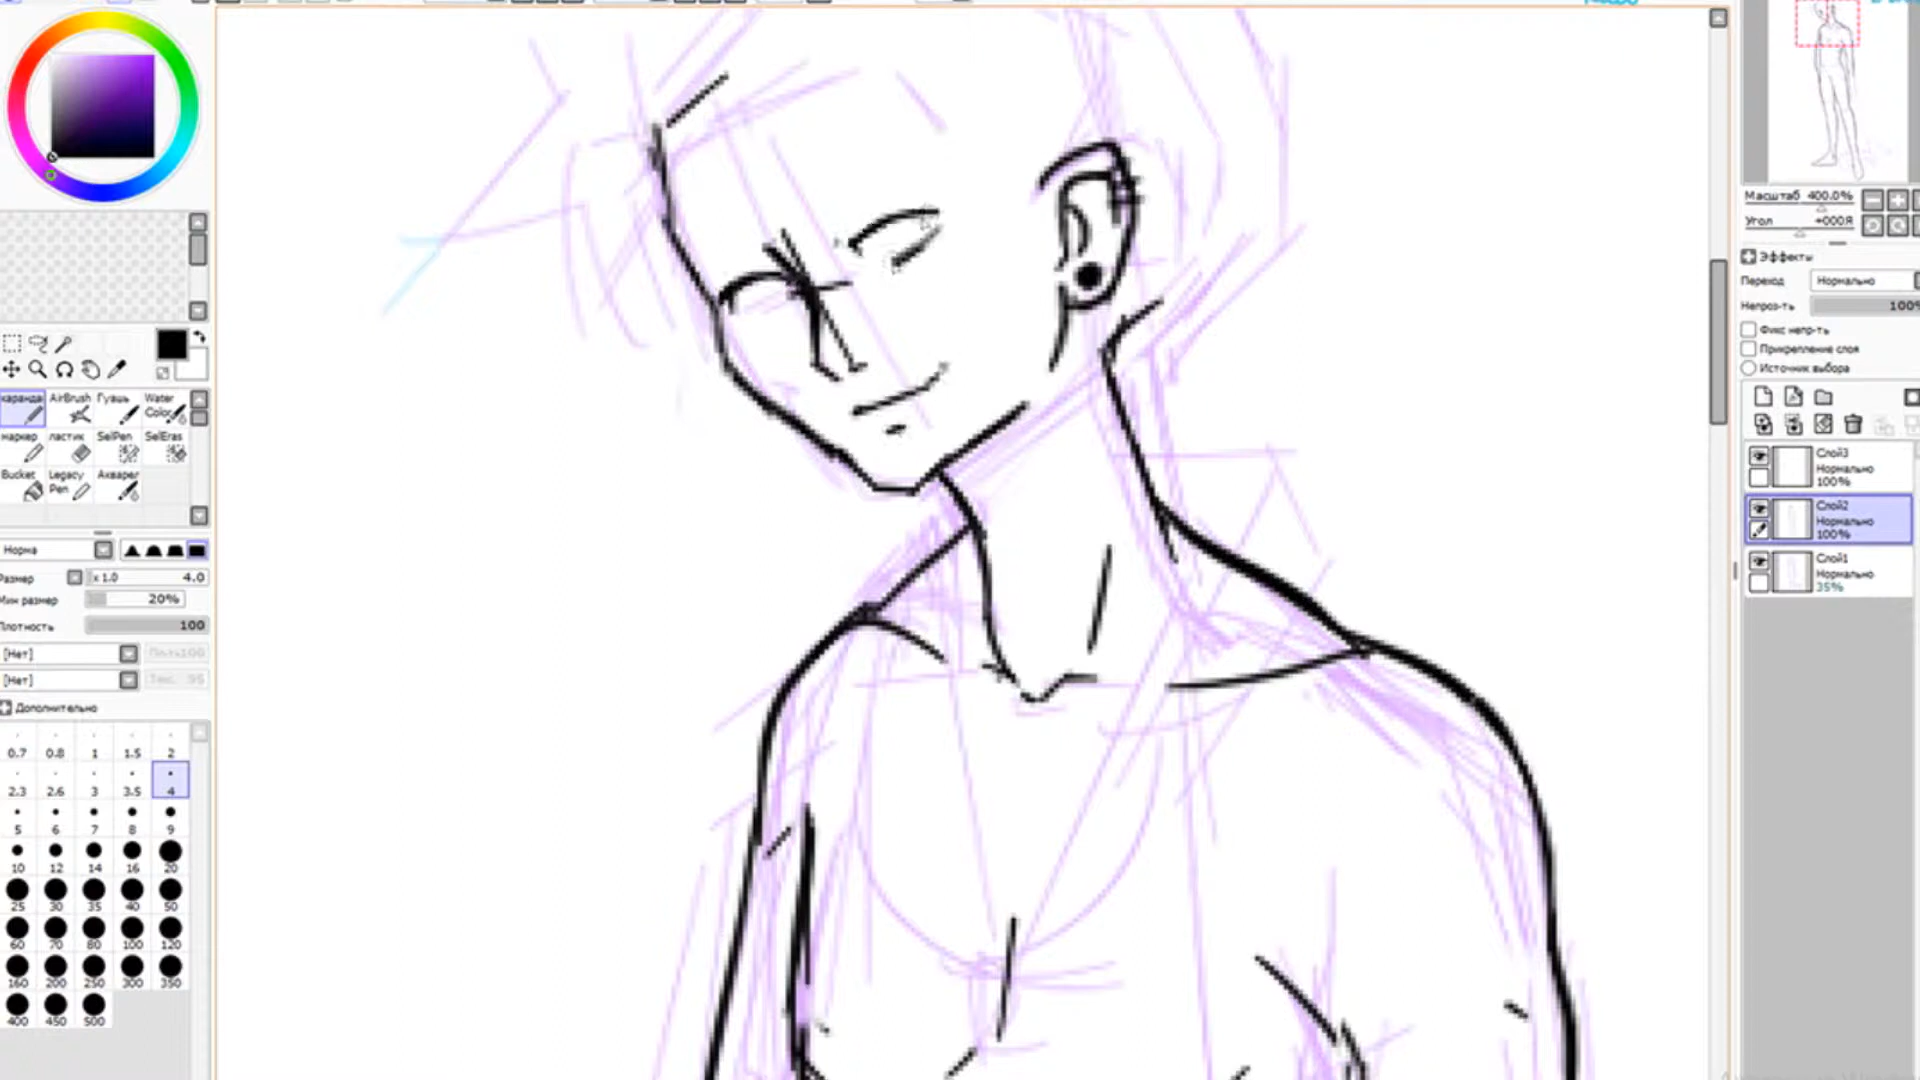 Масштаб 400.0%
Угол +000Я
Эффекты
Переход Нормально
Непроз-ть 100%
Фикс непр-ть
Прикрепление слоя
Источник выбора
каранда AirBrush Гуашь Water Color
маркер ластик SelPen SelEras
Bucket Legacy Pen Акварел
Слой3
Нормально
100%
Слой2
Нормально
100%
Слой1
Нормально
35%
Норма
Размер x 1.0 4.0
Мин размер 20%
Плотность 100
[Нет]
[Нет]
Дополнительно
0.7 0.8 1 1.5 2
2.3 2.6 3 3.5 4
5 6 7 8 9
10 12 14 16 20
25 30 35 40 50
60 70 80 100 120
160 200 250 300 350
400 450 500